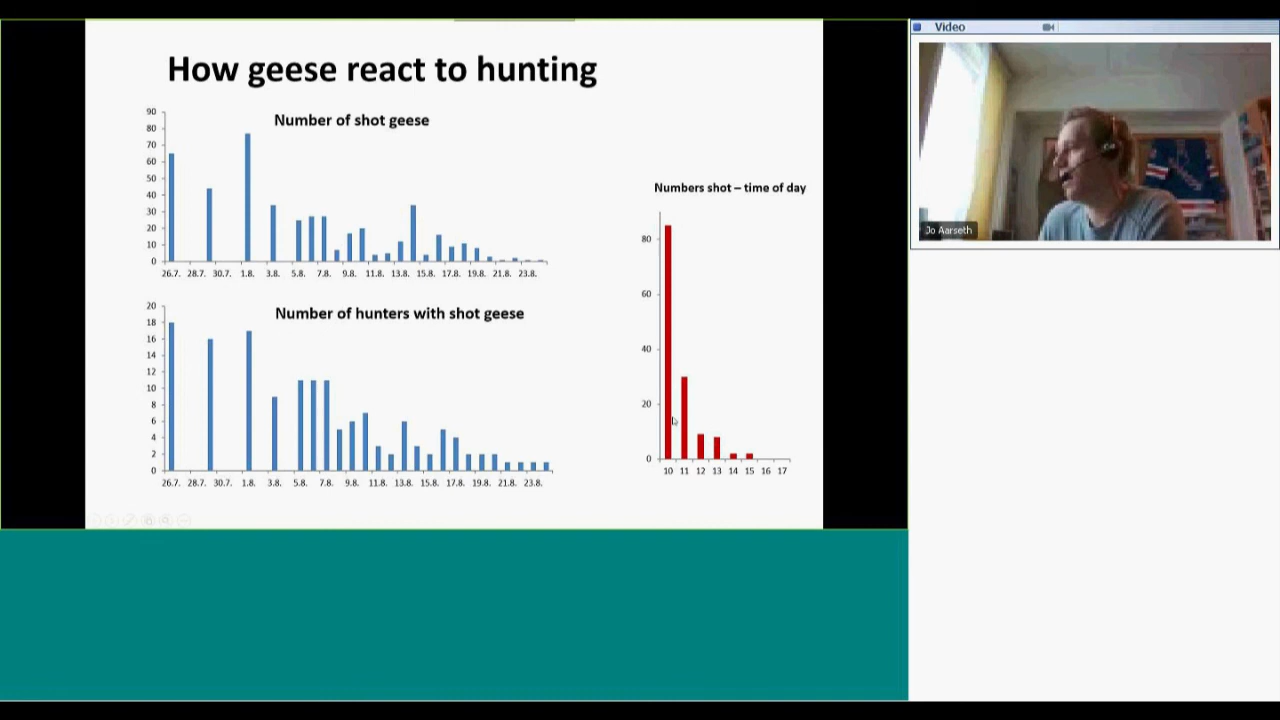 How geese react to hunting
Number of shot geese
90
80
70
60
50
40
30
20
10
0
26.7. 28.7. 30.7. 1.8. 3.8. 5.8. 7.8. 9.8. 11.8. 13.8. 15.8. 17.8. 19.8. 21.8. 23.8.
Number of hunters with shot geese
20
18
16
14
12
10
8
6
4
2
0
26.7. 28.7. 30.7. 1.8. 3.8. 5.8. 7.8. 9.8. 11.8. 13.8. 15.8. 17.8. 19.8. 21.8. 23.8.
Numbers shot – time of day
80
60
40
20
0
10 11 12 13 14 15 16 17
Video
Jo Aarseth